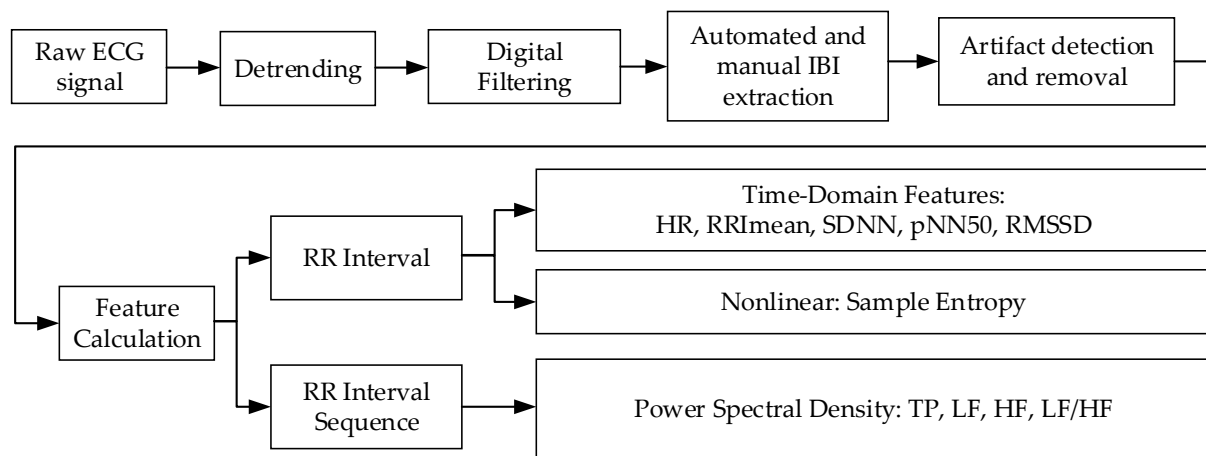 Raw ECG
signal
Detrending
Digital
Filtering
Automated and
manual IBI
extraction
Artifact detection
and removal
Feature
Calculation
RR Interval
Time-Domain Features:
HR, RRImean, SDNN, pNN50, RMSSD
Nonlinear: Sample Entropy
RR Interval
Sequence
Power Spectral Density: TP, LF, HF, LF/HF